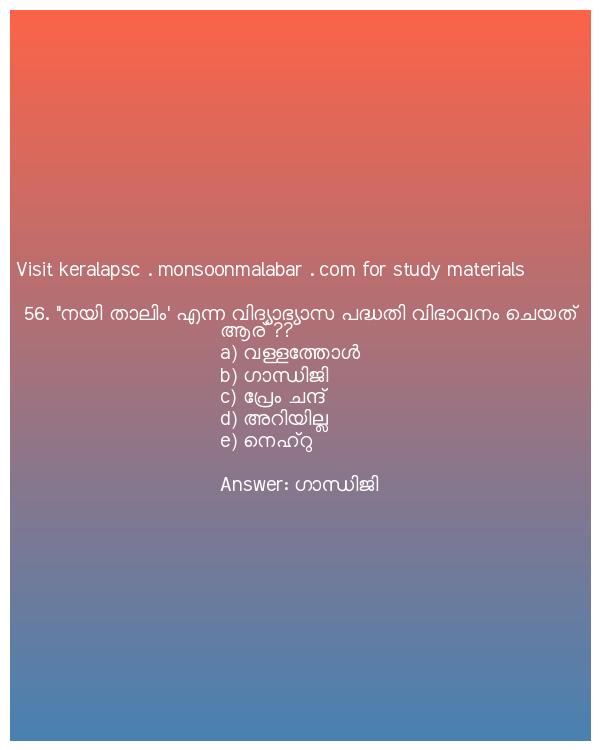 Visit keralapsc . monsoonmalabar . com for study materials
56. "നയി താലിം' എന്ന വിദ്യാഭ്യാസ പദ്ധതി വിഭാവനം ചെയത്
ആര് ??
a) വള്ളത്തോൾ
b) ഗാന്ധിജി
c) പ്രേം ചന്ദ്
d) അറിയില്ല
e) നെഹ്റു
Answer: ഗാന്ധിജി